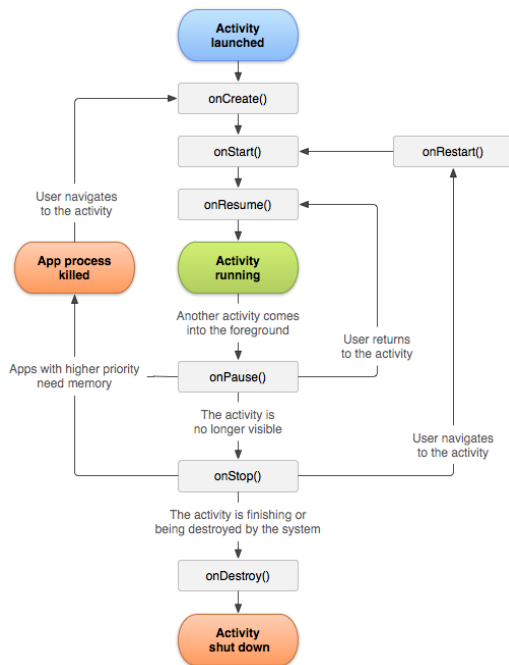 Activity
launched
onCreate()
onStart()
onRestart()
onResume()
User navigates
to the activity
App process
killed
Activity
running
Another activity comes
into the foreground
User returns
to the activity
Apps with higher priority
need memory
onPause()
The activity is
no longer visible
User navigates
to the activity
onStop()
The activity is finishing or
being destroyed by the system
onDestroy()
Activity
shut down